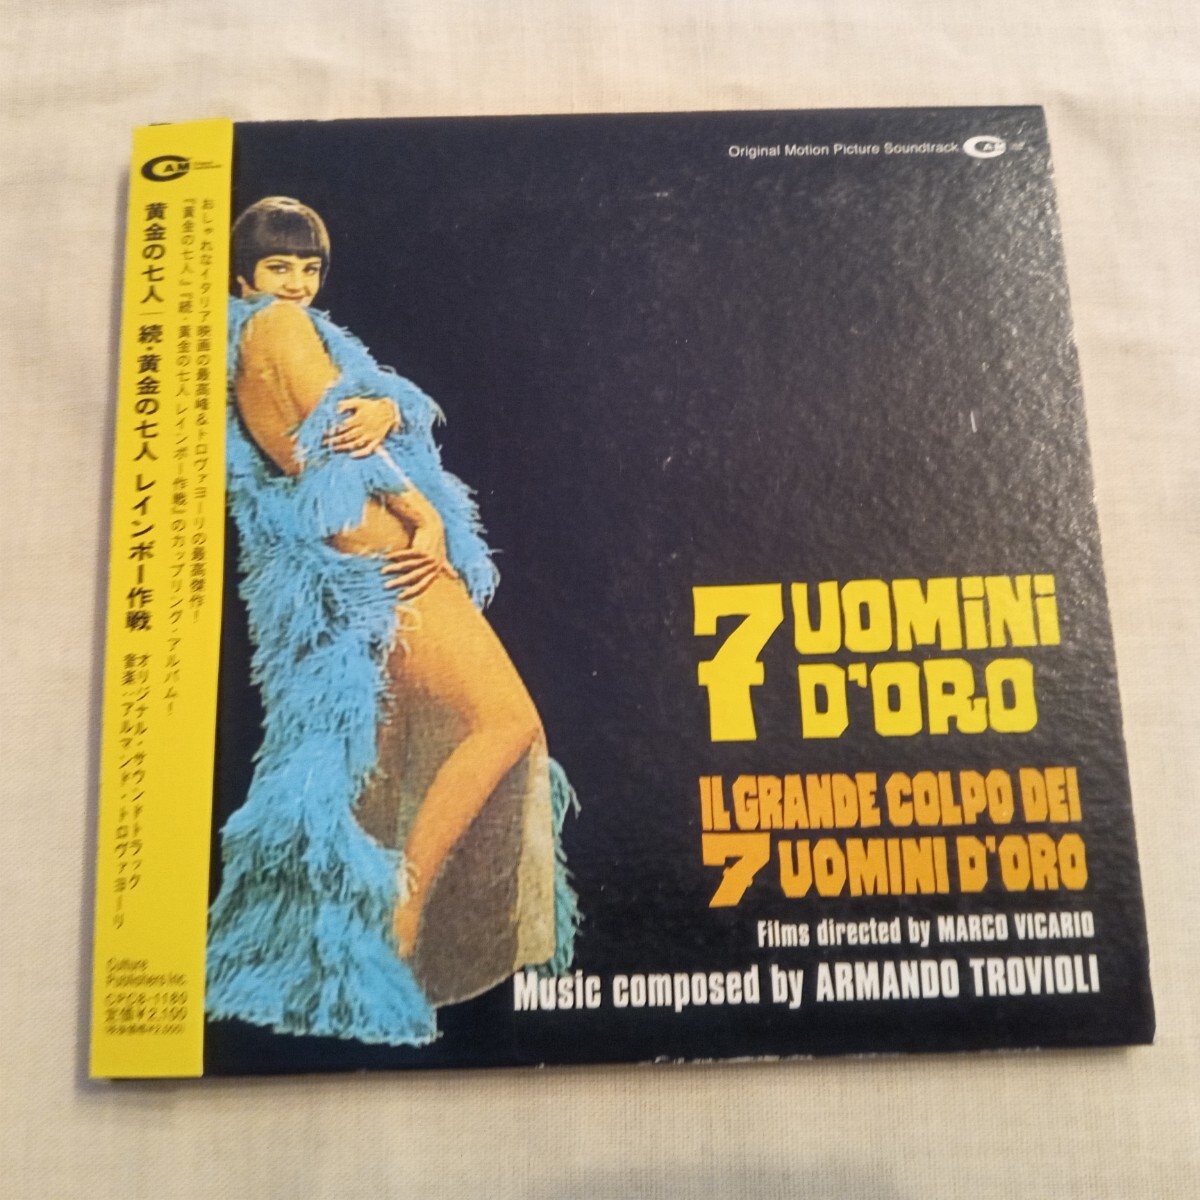 CAM
黄金の七人｜続・黄金の七人 レインボー作戦
オリジナル・サウンドトラック
音楽：アルマンド・トロヴァヨーリ
おしゃれなイタリア映画の最高峰&トロヴァヨーリの最高傑作！
『黄金の七人』『続・黄金の七人 レインボー作戦』のカップリング・アルバム！
Culture
Publishers Inc
CPC8-1180
定価¥2,100
Original Motion Picture Soundtrack CAM
7 UOMiNi
D'ORO
IL GRANDE COLPO DEI
7 UOMINI D'ORO
Films directed by MARCO VICARIO
Music composed by ARMANDO TROVIOLI